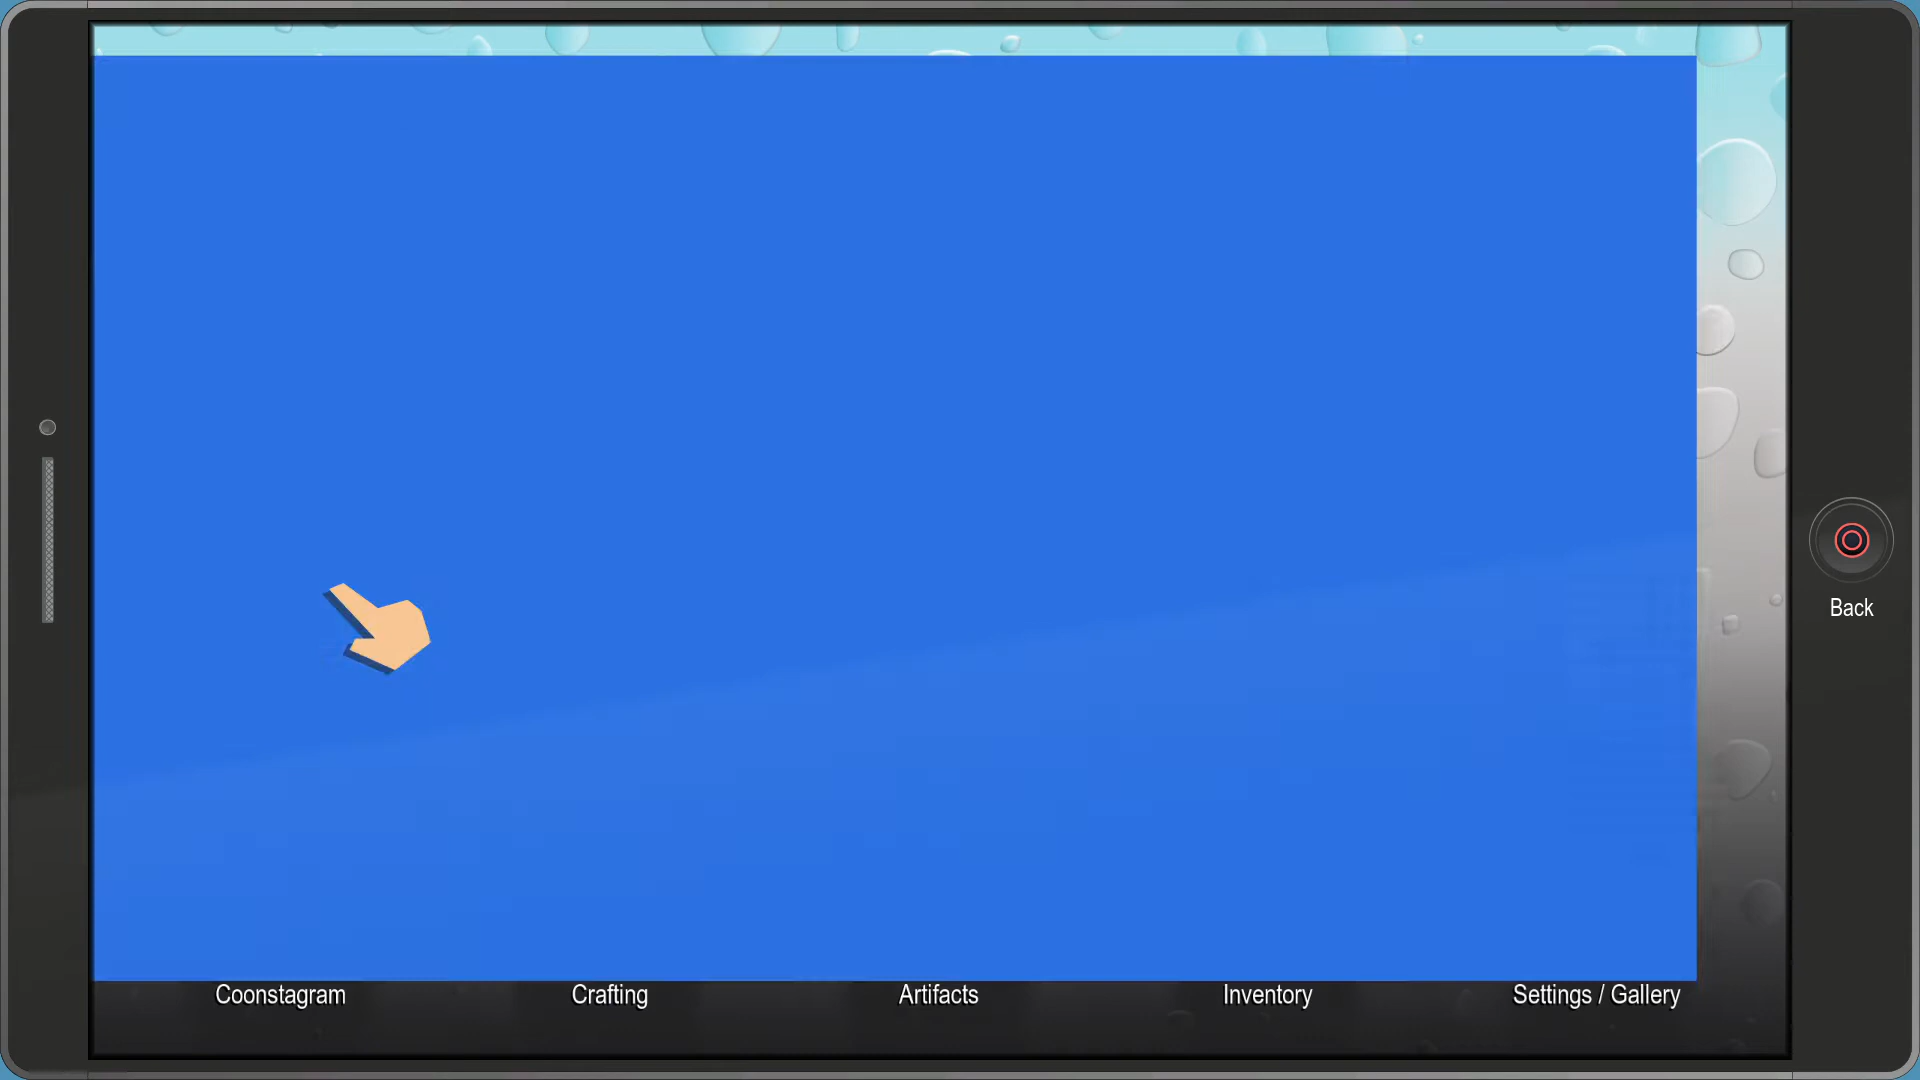 Back
Coonstagram
Crafting
Artifacts
Inventory
Settings / Gallery